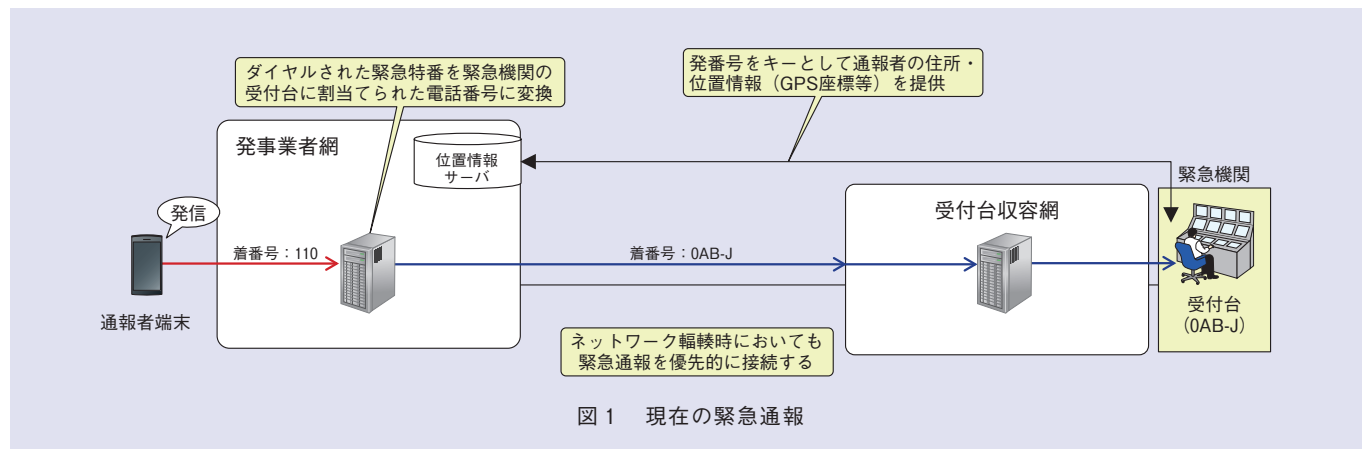 ダイヤルされた緊急特番を緊急機関の
受付台に割当てられた電話番号に変換
発番号をキーとして通報者の住所・
位置情報（GPS座標等）を提供
発事業者網
位置情報
サーバ
受付台収容網
緊急機関
発信
着番号：110
着番号：0AB-J
通報者端末
受付台
（0AB-J）
ネットワーク輻輳時においても
緊急通報を優先的に接続する
図1　現在の緊急通報